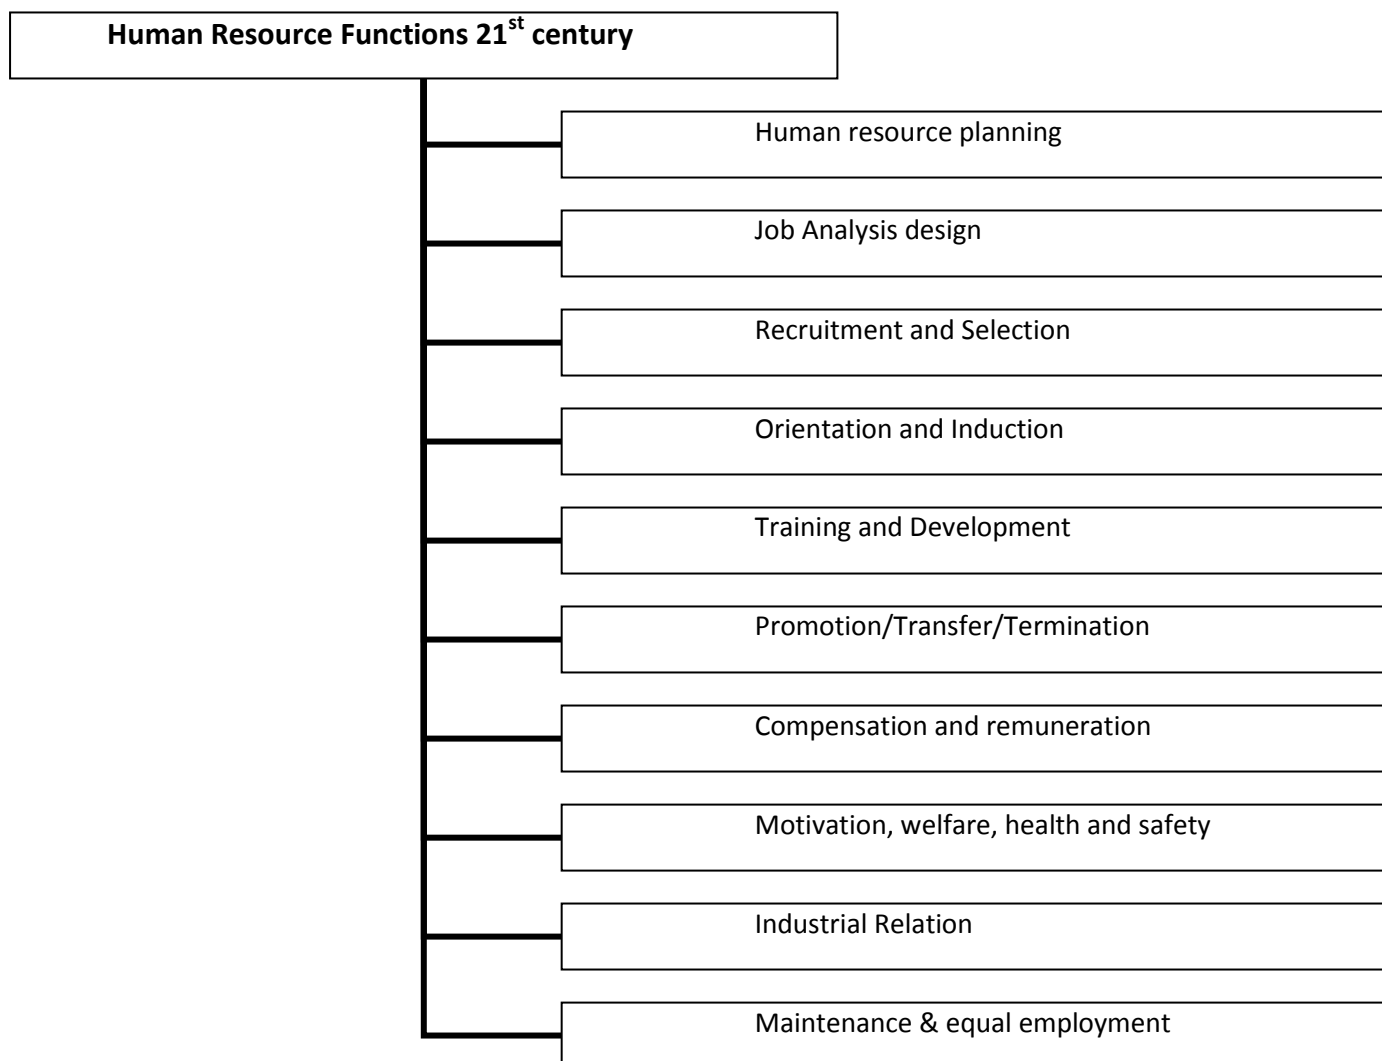 Human Resource Functions 21st century
Human resource planning
Job Analysis design
Recruitment and Selection
Orientation and Induction
Training and Development
Promotion/Transfer/Termination
Compensation and remuneration
Motivation, welfare, health and safety
Industrial Relation
Maintenance & equal employment